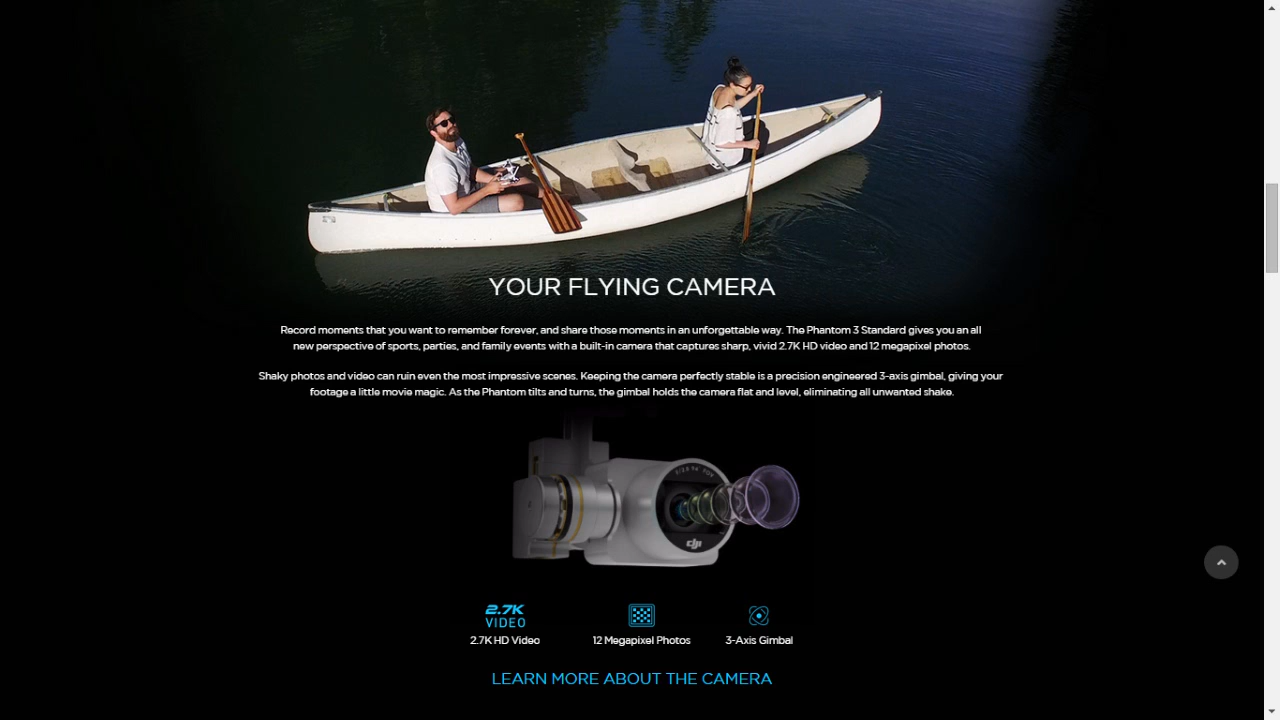 YOUR FLYING CAMERA
Record moments that you want to remember forever, and share those moments in an unforgettable way. The Phantom 3 Standard gives you an all
new perspective of sports, parties, and family events with a built-in camera that captures sharp, vivid 2.7K HD video and 12 megapixel photos.
Shaky photos and video can ruin even the most impressive scenes. Keeping the camera perfectly stable is a precision engineered 3-axis gimbal, giving your
footage a little movie magic. As the Phantom tilts and turns, the gimbal holds the camera flat and level, eliminating all unwanted shake.
FOV
dji
2.7K
VIDEO
2.7K HD Video
12 Megapixel Photos
3-Axis Gimbal
LEARN MORE ABOUT THE CAMERA